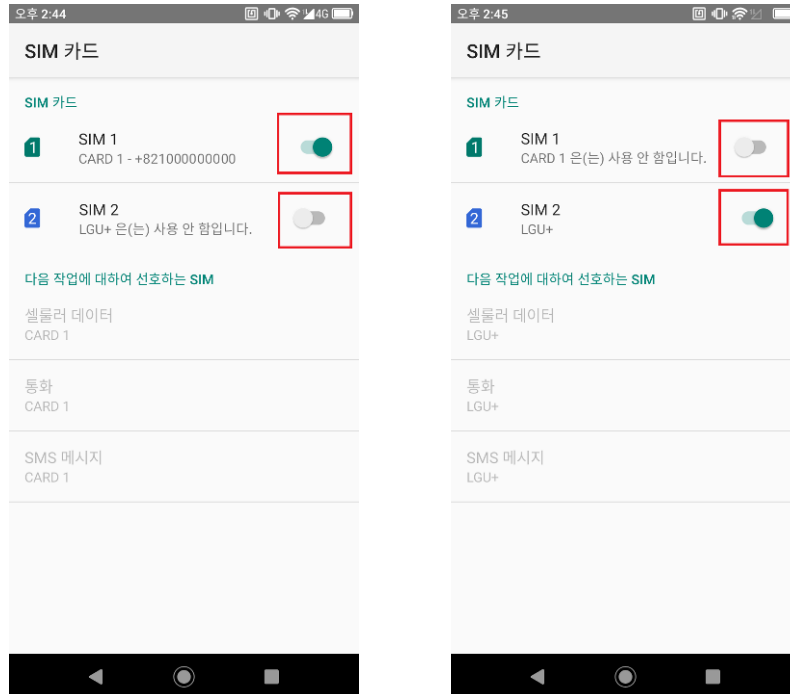 오후 2:44
4G
SIM 카드
SIM 카드
1
SIM 1
CARD 1 - +821000000000
2
SIM 2
LGU+ 은(는) 사용 안 함입니다.
다음 작업에 대하여 선호하는 SIM
셀룰러 데이터
CARD 1
통화
CARD 1
SMS 메시지
CARD 1
오후 2:45
SIM 카드
SIM 카드
1
SIM 1
CARD 1 은(는) 사용 안 함입니다.
2
SIM 2
LGU+
다음 작업에 대하여 선호하는 SIM
셀룰러 데이터
LGU+
통화
LGU+
SMS 메시지
LGU+